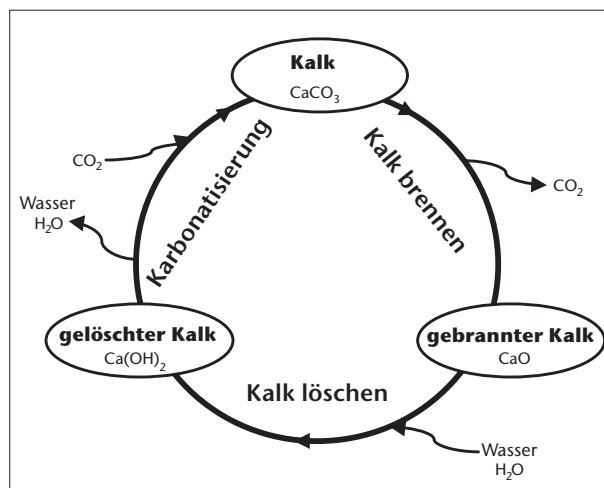 Kalk
CaCO₃
Karbonatisierung
Kalk brennen
CO₂
CO₂
Wasser
H₂O
gelöschter Kalk
Ca(OH)₂
gebrannter Kalk
CaO
Kalk löschen
Wasser
H₂O